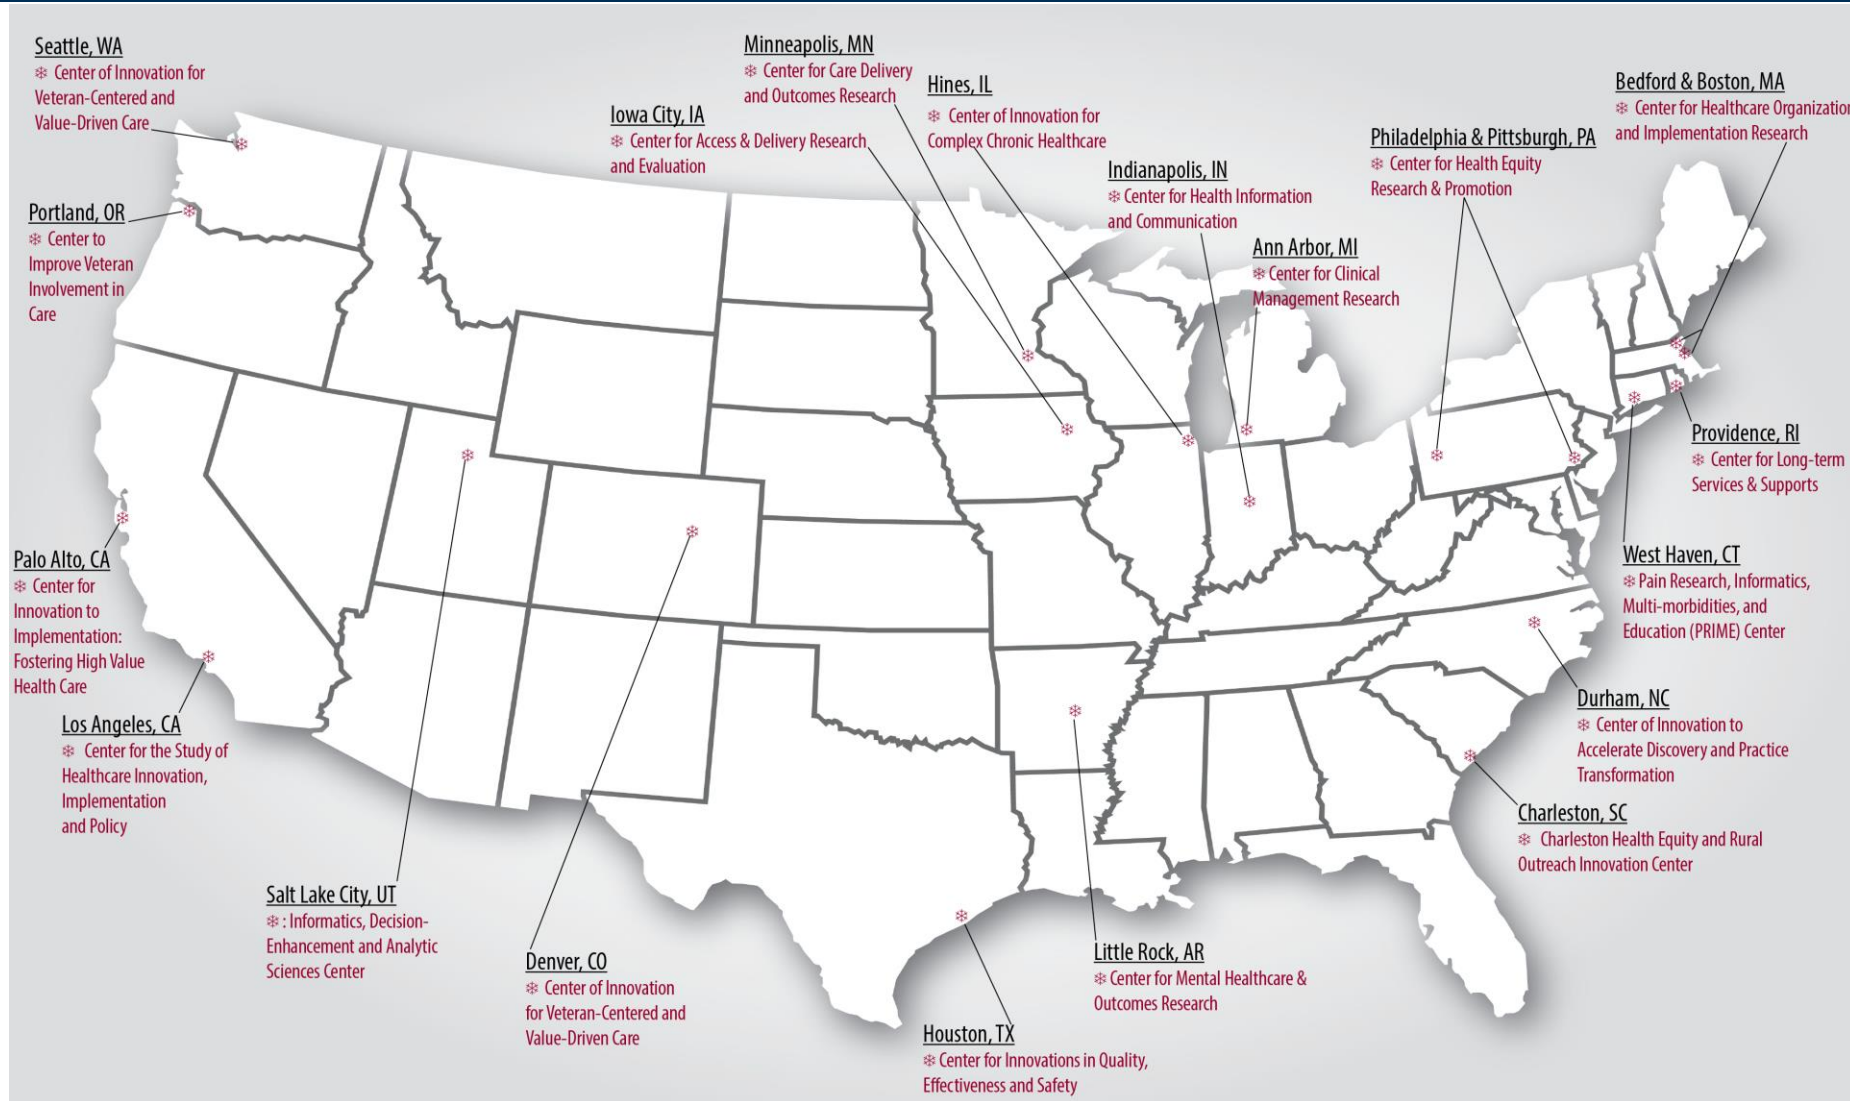 Seattle, WA
❄ Center of Innovation for
Veteran-Centered and
Value-Driven Care
Portland, OR
❄ Center to
Improve Veteran
Involvement in
Care
Palo Alto, CA
❄ Center for
Innovation to
Implementation:
Fostering High Value
Health Care
Los Angeles, CA
❄ Center for the Study of
Healthcare Innovation,
Implementation
and Policy
Salt Lake City, UT
❄ : Informatics, Decision-
Enhancement and Analytic
Sciences Center
Denver, CO
❄ Center of Innovation
for Veteran-Centered and
Value-Driven Care
Iowa City, IA
❄ Center for Access & Delivery Research
and Evaluation
Minneapolis, MN
❄ Center for Care Delivery
and Outcomes Research
Hines, IL
❄ Center of Innovation for
Complex Chronic Healthcare
Indianapolis, IN
❄ Center for Health Information
and Communication
Ann Arbor, MI
❄ Center for Clinical
Management Research
Philadelphia & Pittsburgh, PA
❄ Center for Health Equity
Research & Promotion
Bedford & Boston, MA
❄ Center for Healthcare Organization
and Implementation Research
Providence, RI
❄ Center for Long-term
Services & Supports
West Haven, CT
❄ Pain Research, Informatics,
Multi-morbidities, and
Education (PRIME) Center
Durham, NC
❄ Center of Innovation to
Accelerate Discovery and Practice
Transformation
Charleston, SC
❄ Charleston Health Equity and Rural
Outreach Innovation Center
Little Rock, AR
❄ Center for Mental Healthcare &
Outcomes Research
Houston, TX
❄ Center for Innovations in Quality,
Effectiveness and Safety